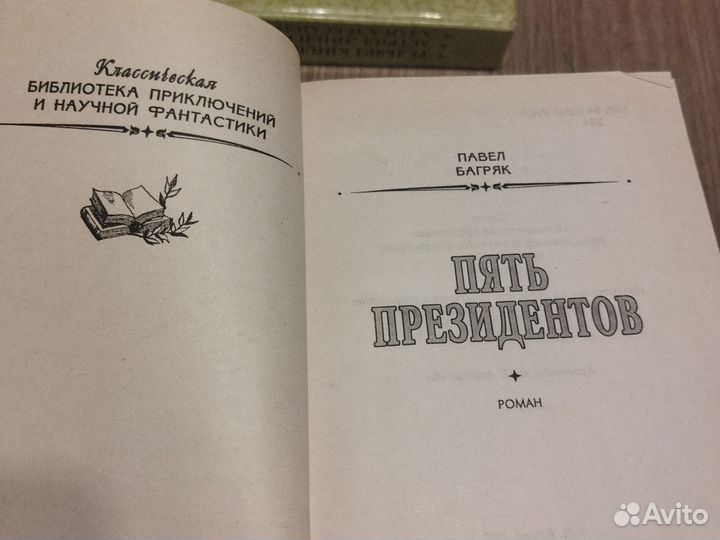 Классическая
БИБЛИОТЕКА ПРИКЛЮЧЕНИЙ
И НАУЧНОЙ ФАНТАСТИКИ
ПАВЕЛ
БАГРЯК
ПЯТЬ
ПРЕЗИДЕНТОВ
РОМАН
Avito